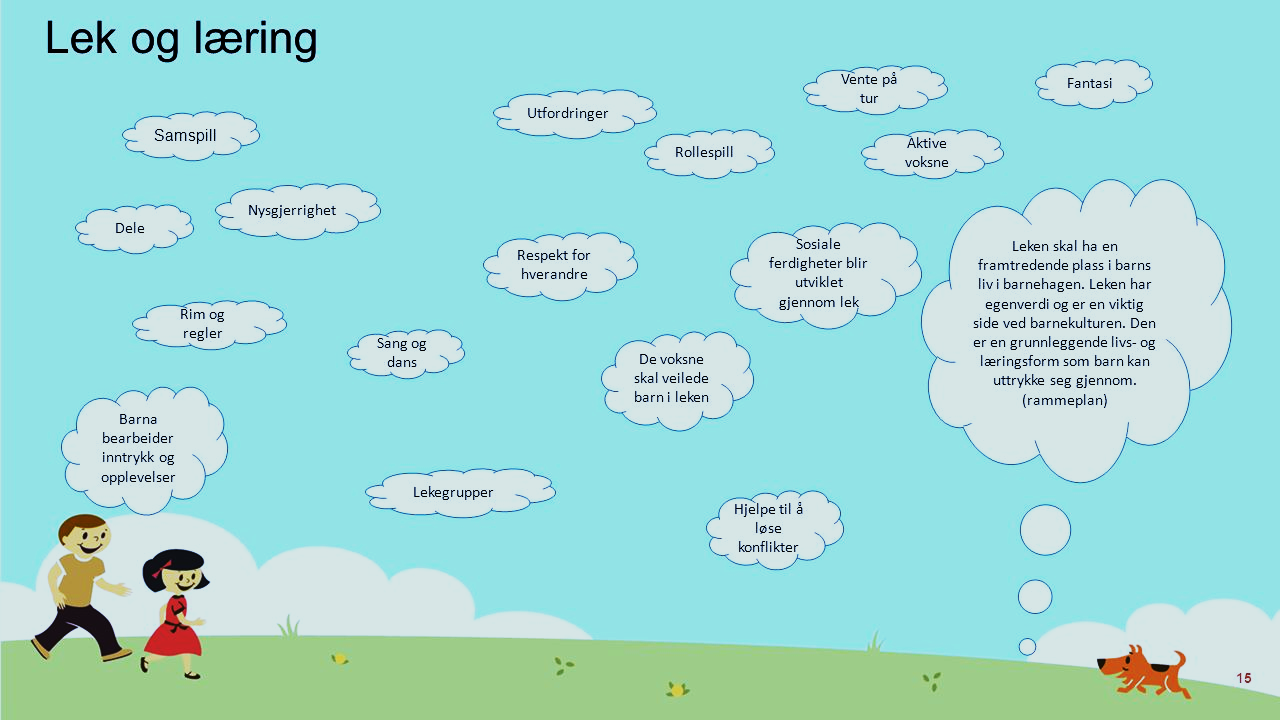 Lek og læring
Vente på
tur
Fantasi
Utfordringer
Samspill
Rollespill
Aktive
voksne
Nysgjerrighet
Dele
Respekt for
hverandre
Sosiale
ferdigheter blir
utviklet
gjennom lek
Leken skal ha en
framtredende plass i barns
liv i barnehagen. Leken har
egenverdi og er en viktig
side ved barnekulturen. Den
er en grunnleggende livs- og
læringsform som barn kan
uttrykke seg gjennom.
(rammeplan)
Rim og
regler
Sang og
dans
De voksne
skal veilede
barn i leken
Barna
bearbeider
inntrykk og
opplevelser
Lekegrupper
Hjelpe til å
løse
konflikter
15